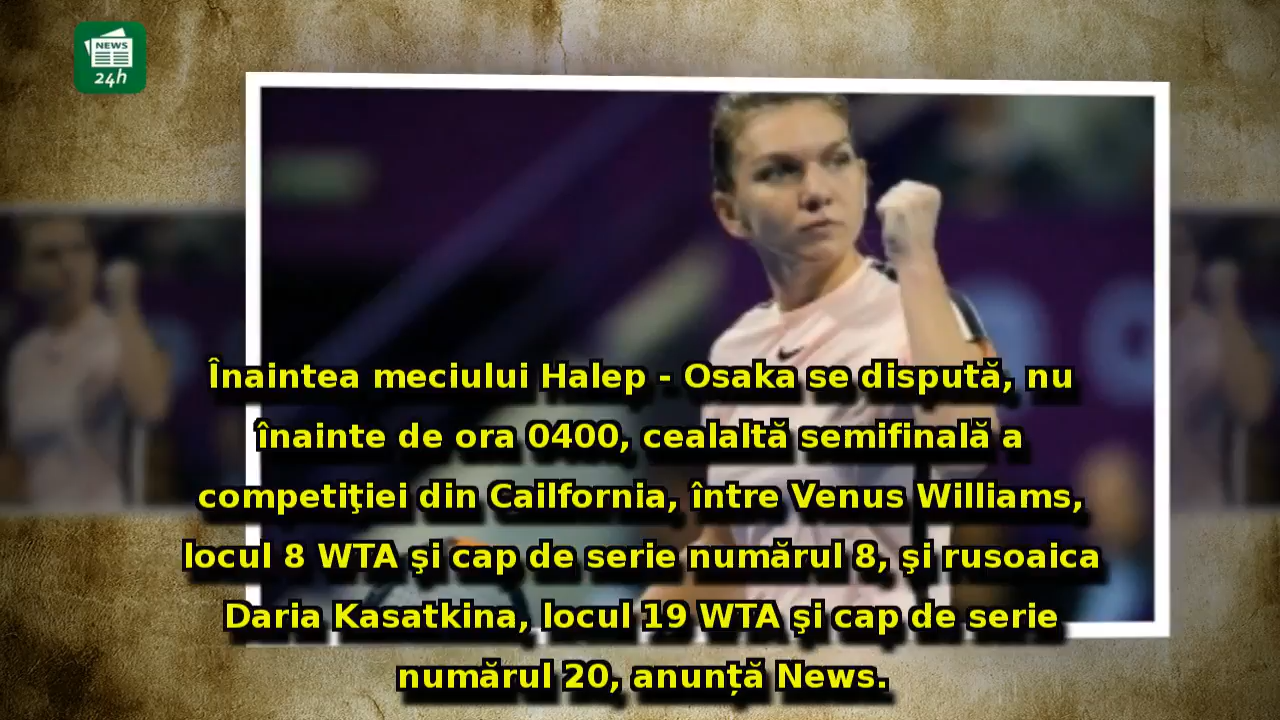 NEWS
24h
Înaintea meciului Halep - Osaka se dispută, nu
înainte de ora 0400, cealaltă semifinală a
competiţiei din Cailfornia, între Venus Williams,
locul 8 WTA şi cap de serie numărul 8, şi rusoaica
Daria Kasatkina, locul 19 WTA şi cap de serie
numărul 20, anunță News.